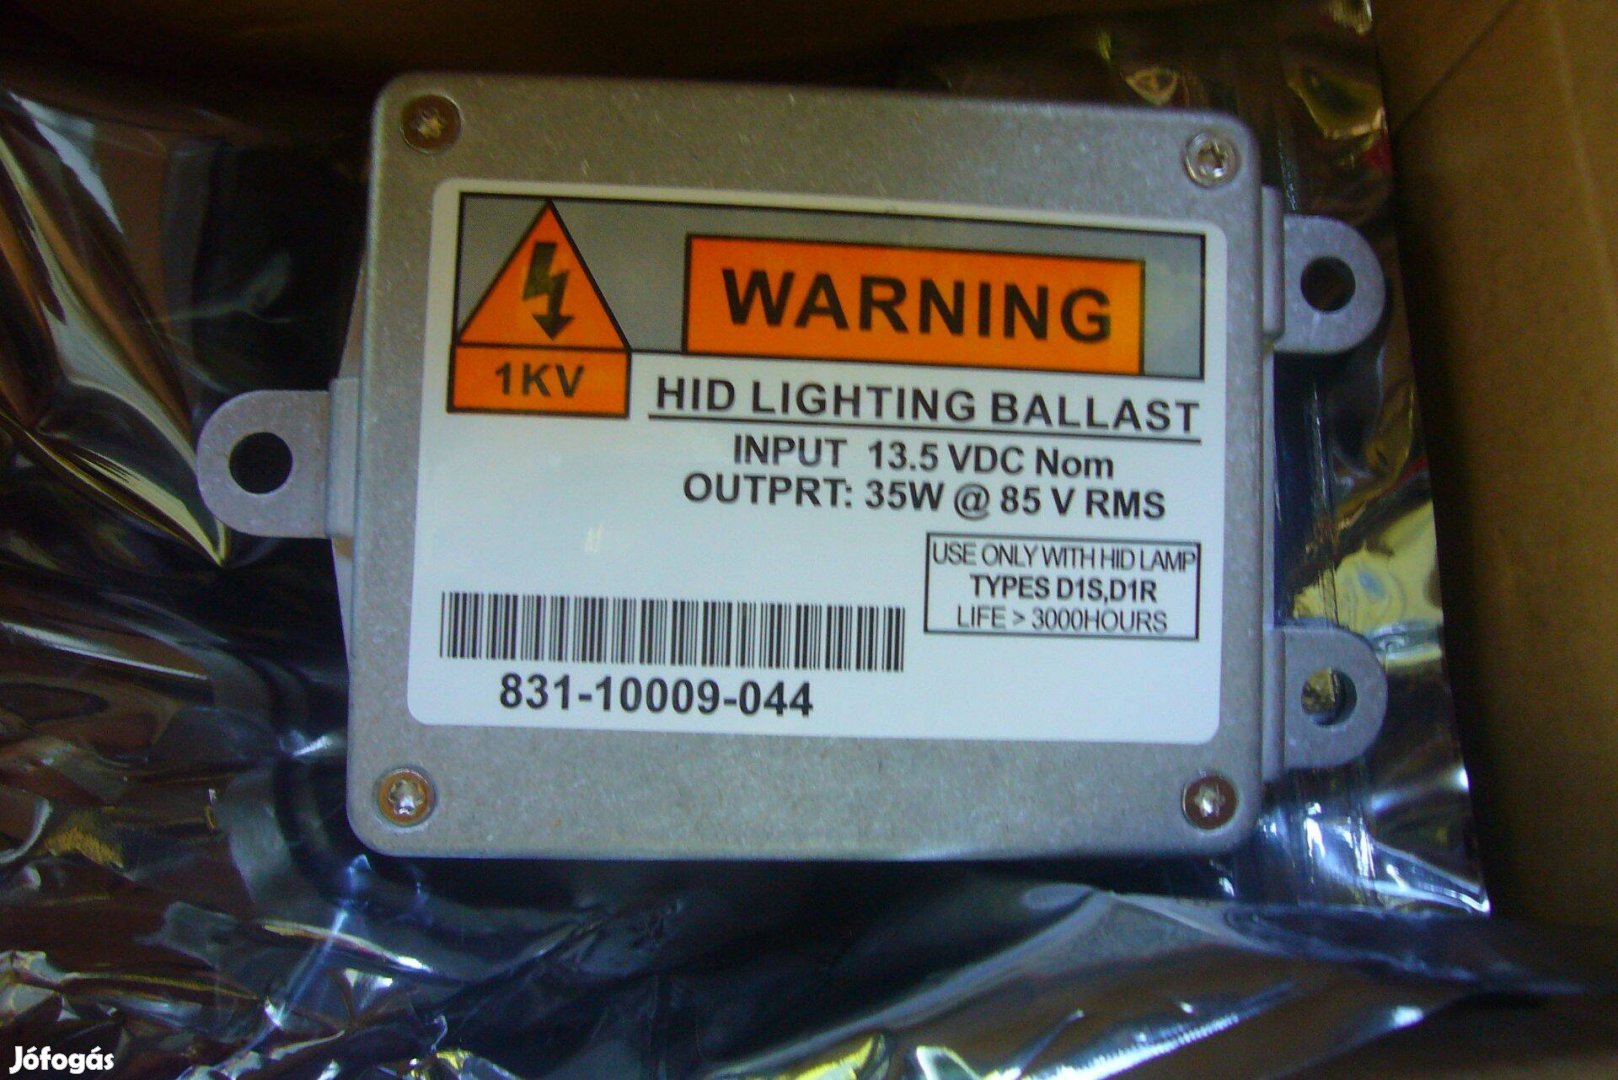 WARNING
1KV
HID LIGHTING BALLAST
INPUT 13.5 VDC Nom
OUTPRT: 35W @ 85 V RMS
USE ONLY WITH HID LAMP
TYPES D1S,D1R
LIFE > 3000HOURS
831-10009-044
Jófogás